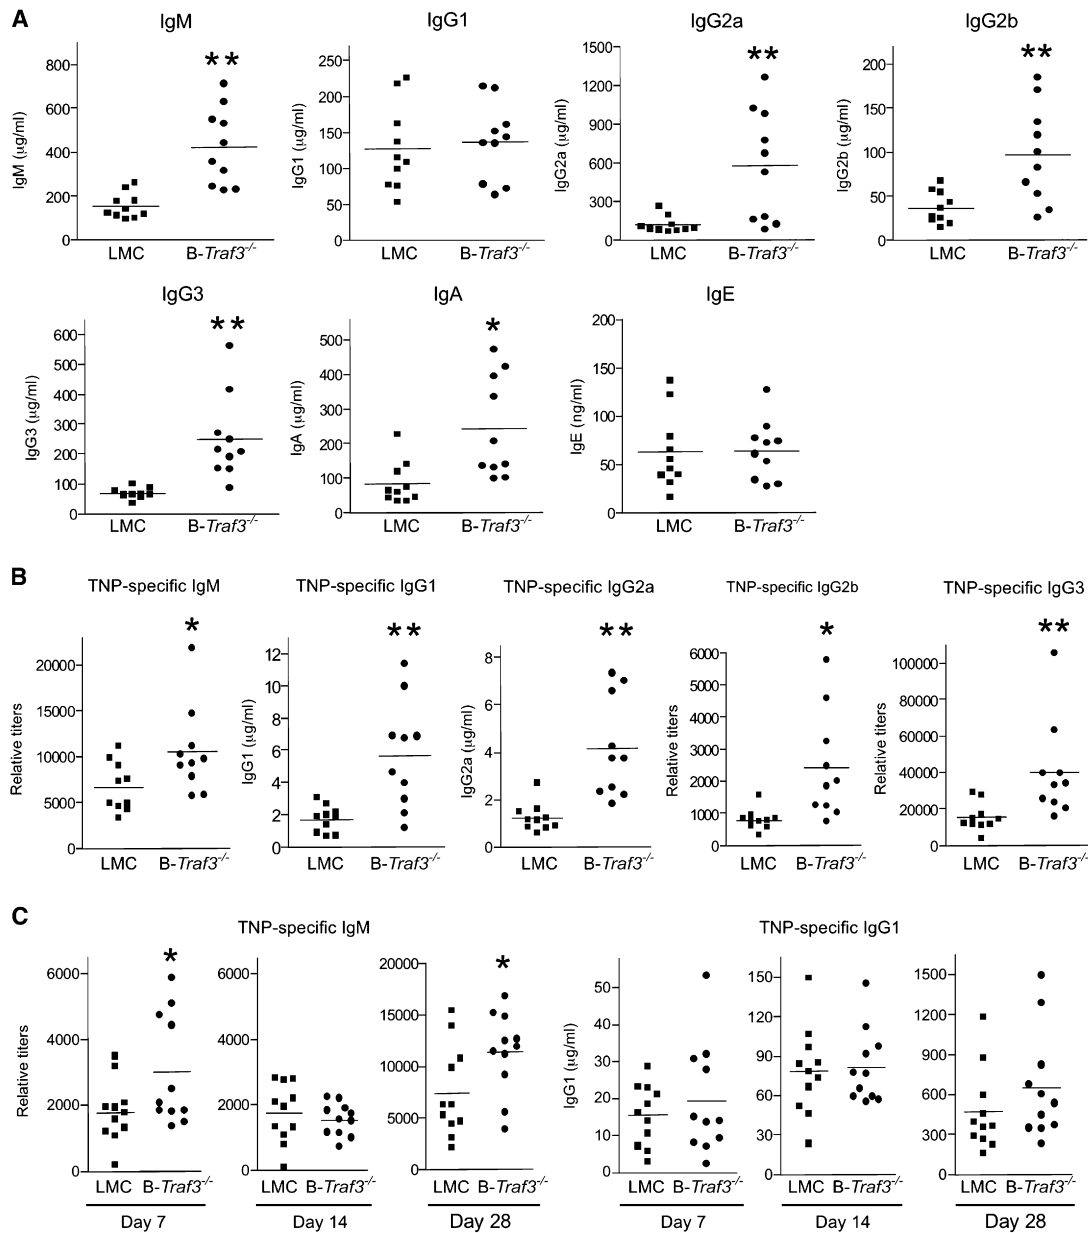 A
IgM
IgG1
IgG2a
IgG2b
**
**
**
IgM (μg/ml)
800
600
400
200
0
LMC B-Traf3-/-
IgG1 (μg/ml)
250
200
150
100
50
0
LMC B-Traf3-/-
IgG2a (μg/ml)
1500
1200
900
600
300
0
LMC B-Traf3-/-
IgG2b (μg/ml)
200
150
100
50
0
LMC B-Traf3-/-
IgG3
IgA
IgE
**
*
IgG3 (μg/ml)
600
500
400
300
200
100
0
LMC B-Traf3-/-
IgA (μg/ml)
500
400
300
200
100
0
LMC B-Traf3-/-
IgE (ng/ml)
200
150
100
50
0
LMC B-Traf3-/-
B
TNP-specific IgM
TNP-specific IgG1
TNP-specific IgG2a
TNP-specific IgG2b
TNP-specific IgG3
*
**
**
*
**
Relative titers
20000
15000
10000
5000
0
LMC B-Traf3-/-
IgG1 (μg/ml)
12
10
8
6
4
2
0
LMC B-Traf3-/-
IgG2a (μg/ml)
8
6
4
2
0
LMC B-Traf3-/-
Relative titers
6000
5000
4000
3000
2000
1000
0
LMC B-Traf3-/-
Relative titers
100000
80000
60000
40000
20000
0
LMC B-Traf3-/-
C
TNP-specific IgM
TNP-specific IgG1
*
*
Relative titers
6000
4000
2000
0
LMC B-Traf3-/-
Day 7
6000
4000
2000
0
LMC B-Traf3-/-
Day 14
20000
15000
10000
5000
0
LMC B-Traf3-/-
Day 28
IgG1 (μg/ml)
50
40
30
20
10
0
LMC B-Traf3-/-
Day 7
150
120
90
60
30
0
LMC B-Traf3-/-
Day 14
1500
1200
900
600
300
0
LMC B-Traf3-/-
Day 28